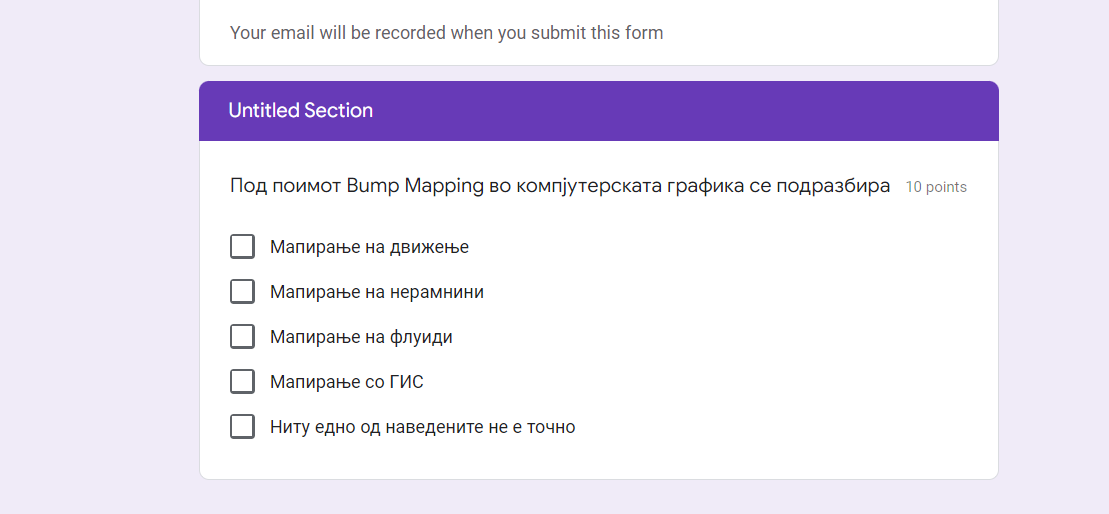 Your email will be recorded when you submit this form
Untitled Section
Под поимот Bump Mapping во компјутерската графика се подразбира 10 points
Мапирање на движење
Мапирање на нерамнини
Мапирање на флуиди
Мапирање со ГИС
Ниту едно од наведените не е точно